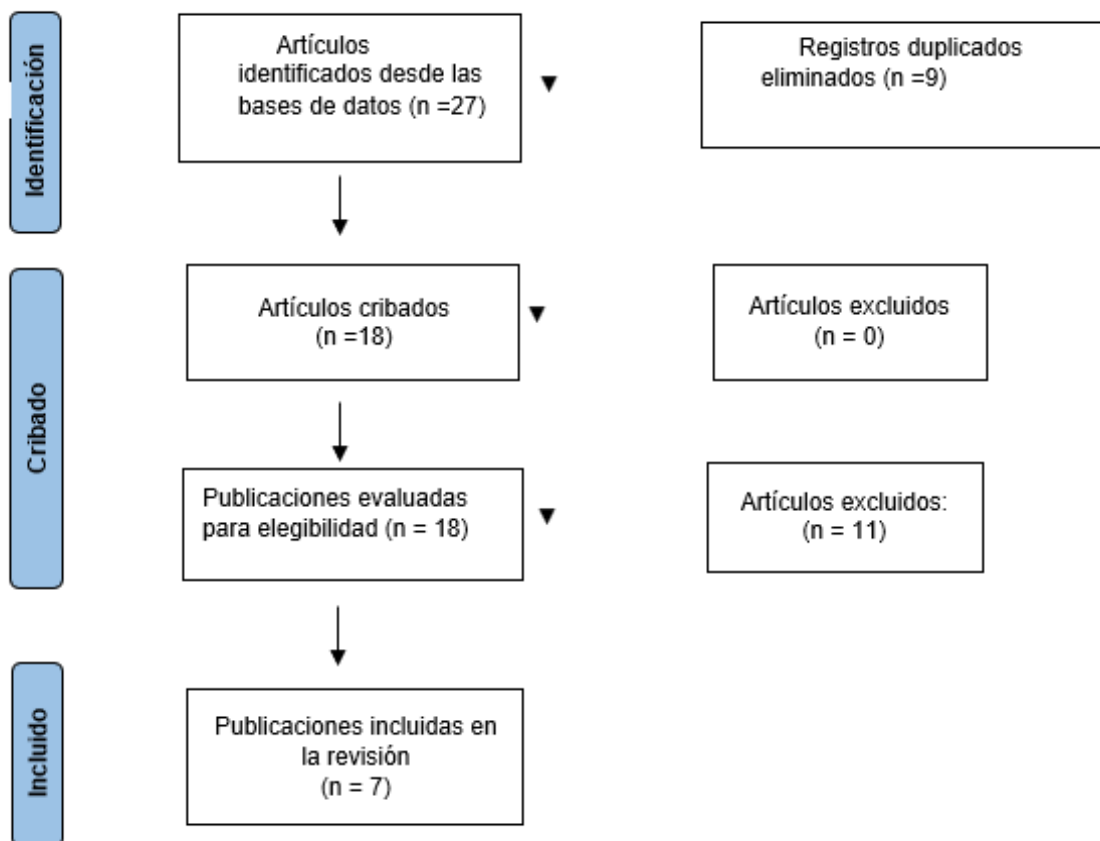 Identificación
Artículos
identificados desde las
bases de datos (n =27)
Registros duplicados
eliminados (n =9)
Cribado
Artículos cribados
(n =18)
Artículos excluidos
(n = 0)
Publicaciones evaluadas
para elegibilidad (n = 18)
Artículos excluidos:
(n = 11)
Incluido
Publicaciones incluidas en
la revisión
(n = 7)